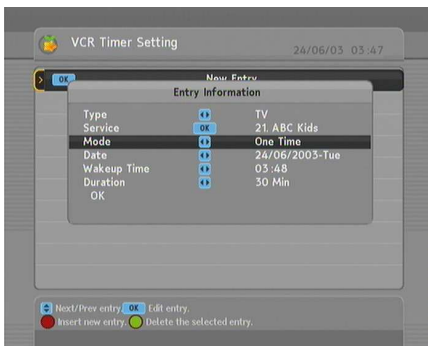 VCR Timer Setting
24/06/03 03:47
OK New Entry
Entry Information
Type TV
Service OK 21. ABC Kids
Mode One Time
Date 24/06/2003-Tue
Wakeup Time 03:48
Duration 30 Min
OK
Next/Prev entry. OK Edit entry.
Insert new entry. Delete the selected entry.